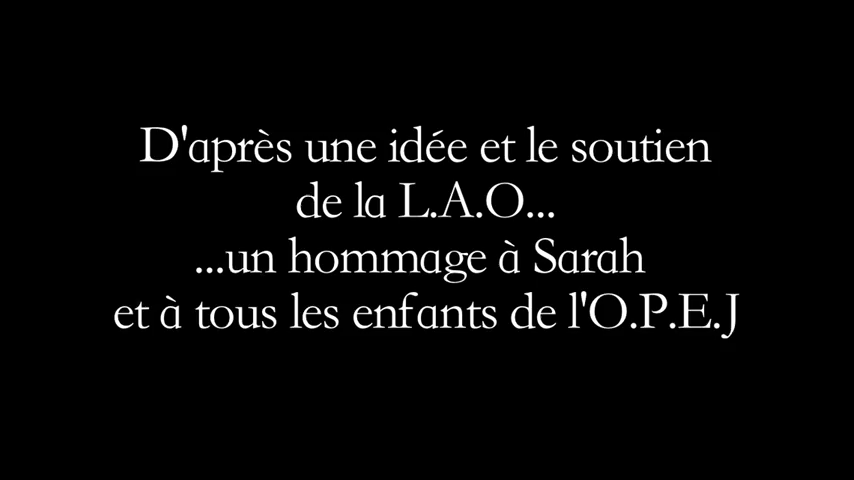 D'après une idée et le soutien
de la L.A.O...
...un hommage à Sarah
et à tous les enfants de l'O.P.E.J